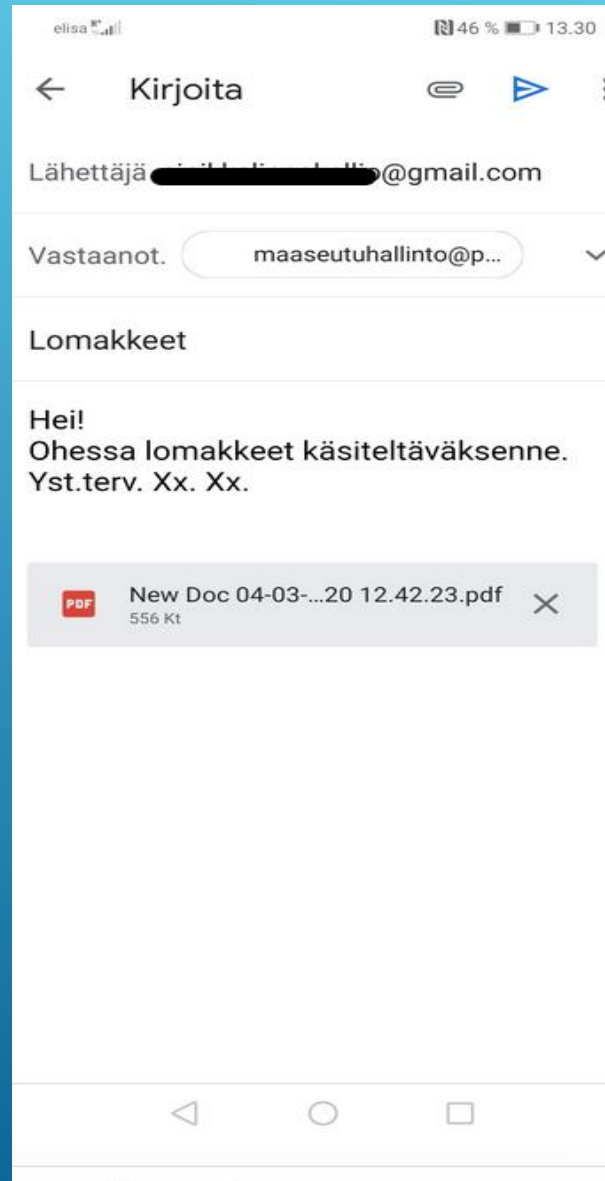 elisa 46 % 13.30
Kirjoita
Lähettäjä @gmail.com
Vastaanot. maaseutuhallinto@p...
Lomakkeet
Hei!
Ohessa lomakkeet käsiteltäväksenne.
Yst.terv. Xx. Xx.
PDF New Doc 04-03-...20 12.42.23.pdf
556 Kt